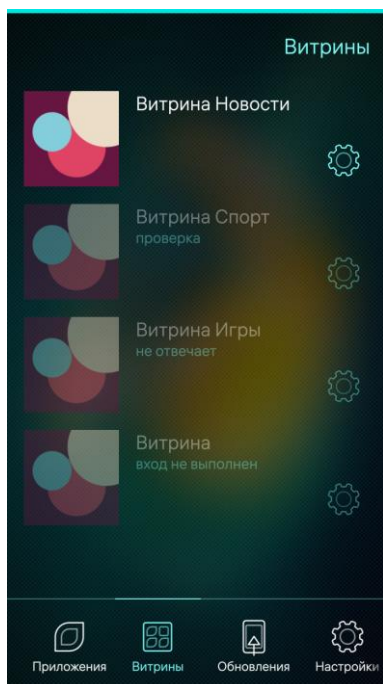 Витрины
Витрина Новости
Витрина Спорт
проверка
Витрина Игры
не отвечает
Витрина
вход не выполнен
Приложения
Витрины
Обновления
Настройки